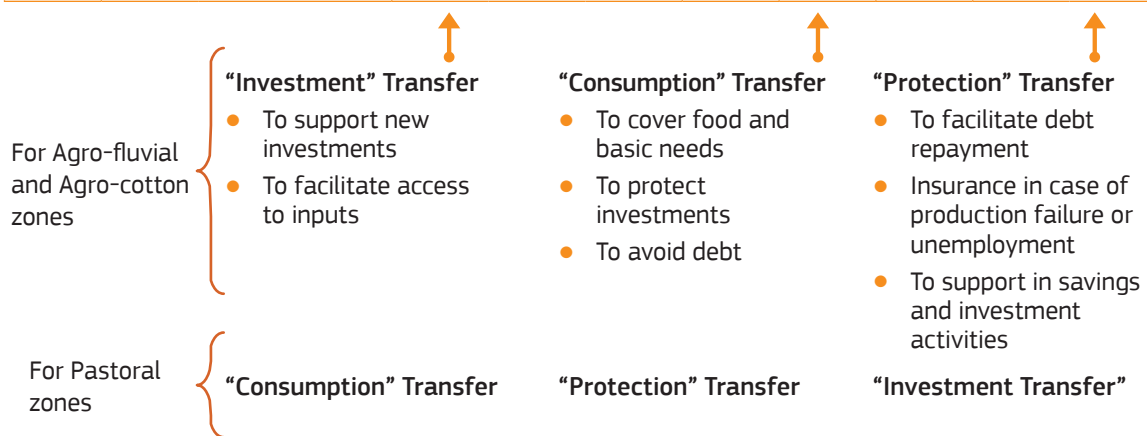 For Agro-fluvial
and Agro-cotton
zones
“Investment” Transfer
● To support new
investments
● To facilitate access
to inputs
“Consumption” Transfer
● To cover food and
basic needs
● To protect
investments
● To avoid debt
“Protection” Transfer
● To facilitate debt
repayment
● Insurance in case of
production failure or
unemployment
● To support in savings
and investment
activities
For Pastoral
zones
“Consumption” Transfer
“Protection” Transfer
“Investment Transfer”